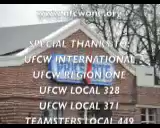 www.ufcwone.org
SPECIAL THANKS TO:
UFCW INTERNATIONAL
UFCW REGION ONE
UFCW LOCAL 328
UFCW LOCAL 371
TEAMSTERS LOCAL 449